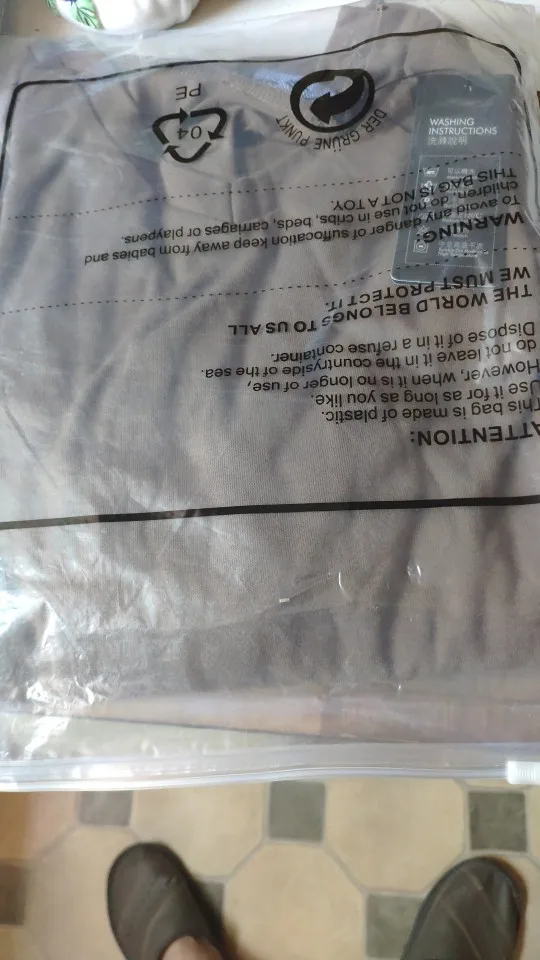 ATTENTION:
This bag is made of plastic.
Use it for as long as you like.
However, when it is no longer of use,
do not leave it in the countryside of the sea.
Dispose of it in a refuse container.
THE WORLD BELONGS TO US ALL
WE MUST PROTECT IT.
WARNING
To avoid any danger of suffocation keep away from babies and
children, do not use in cribs, beds, carriages or playpens.
THIS BAG IS NOT A TOY.
DER GRÜNE PUNKT
04
PE
WASHING
INSTRUCTIONS
洗滌說明